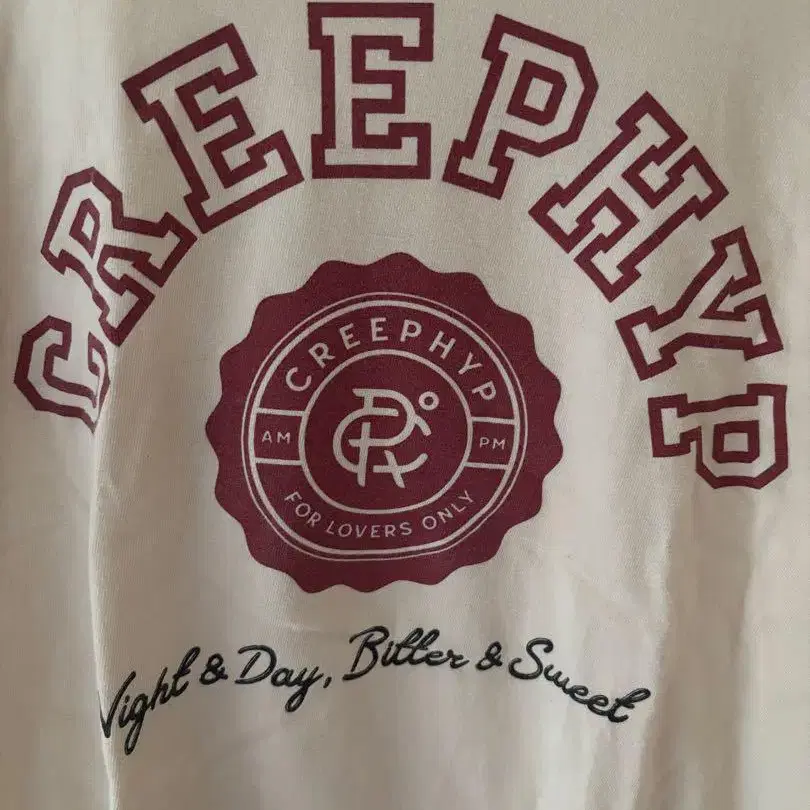 CREEPHYP
CREEPHYP
AM
PM
FOR LOVERS ONLY
Night & Day, Bitter & Sweet